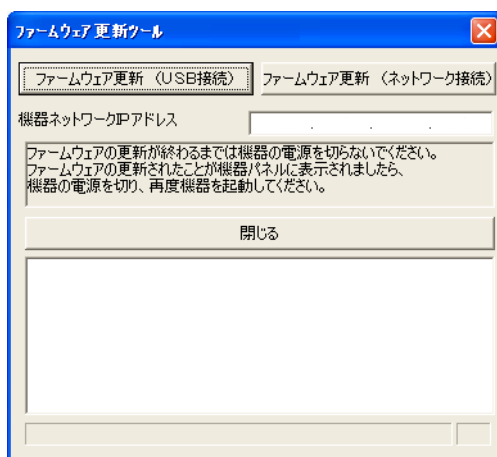 ファームウェア 更新ツール
ファームウェア更新 （USB接続）
ファームウェア更新 （ネットワーク接続）
機器ネットワークIPアドレス
ファームウェアの更新が終わるまでは機器の電源を切らないでください。
ファームウェアの更新されたことが機器パネルに表示されましたら、
機器の電源を切り、再度機器を起動してください。
閉じる